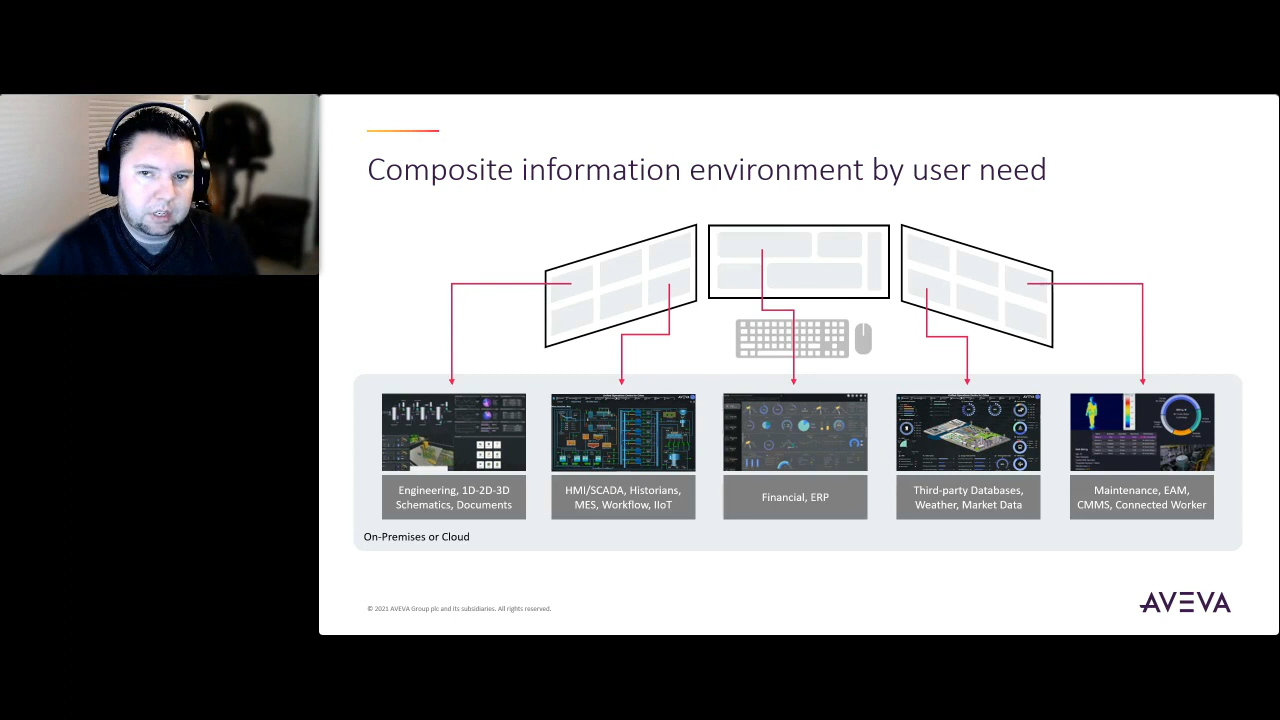 Composite information environment by user need
Engineering, 1D-2D-3D
Schematics, Documents
HMI/SCADA, Historians,
MES, Workflow, IIoT
Financial, ERP
Third-party Databases,
Weather, Market Data
Maintenance, EAM,
CMMS, Connected Worker
On-Premises or Cloud
© 2021 AVEVA Group plc and its subsidiaries. All rights reserved.
AVEVA